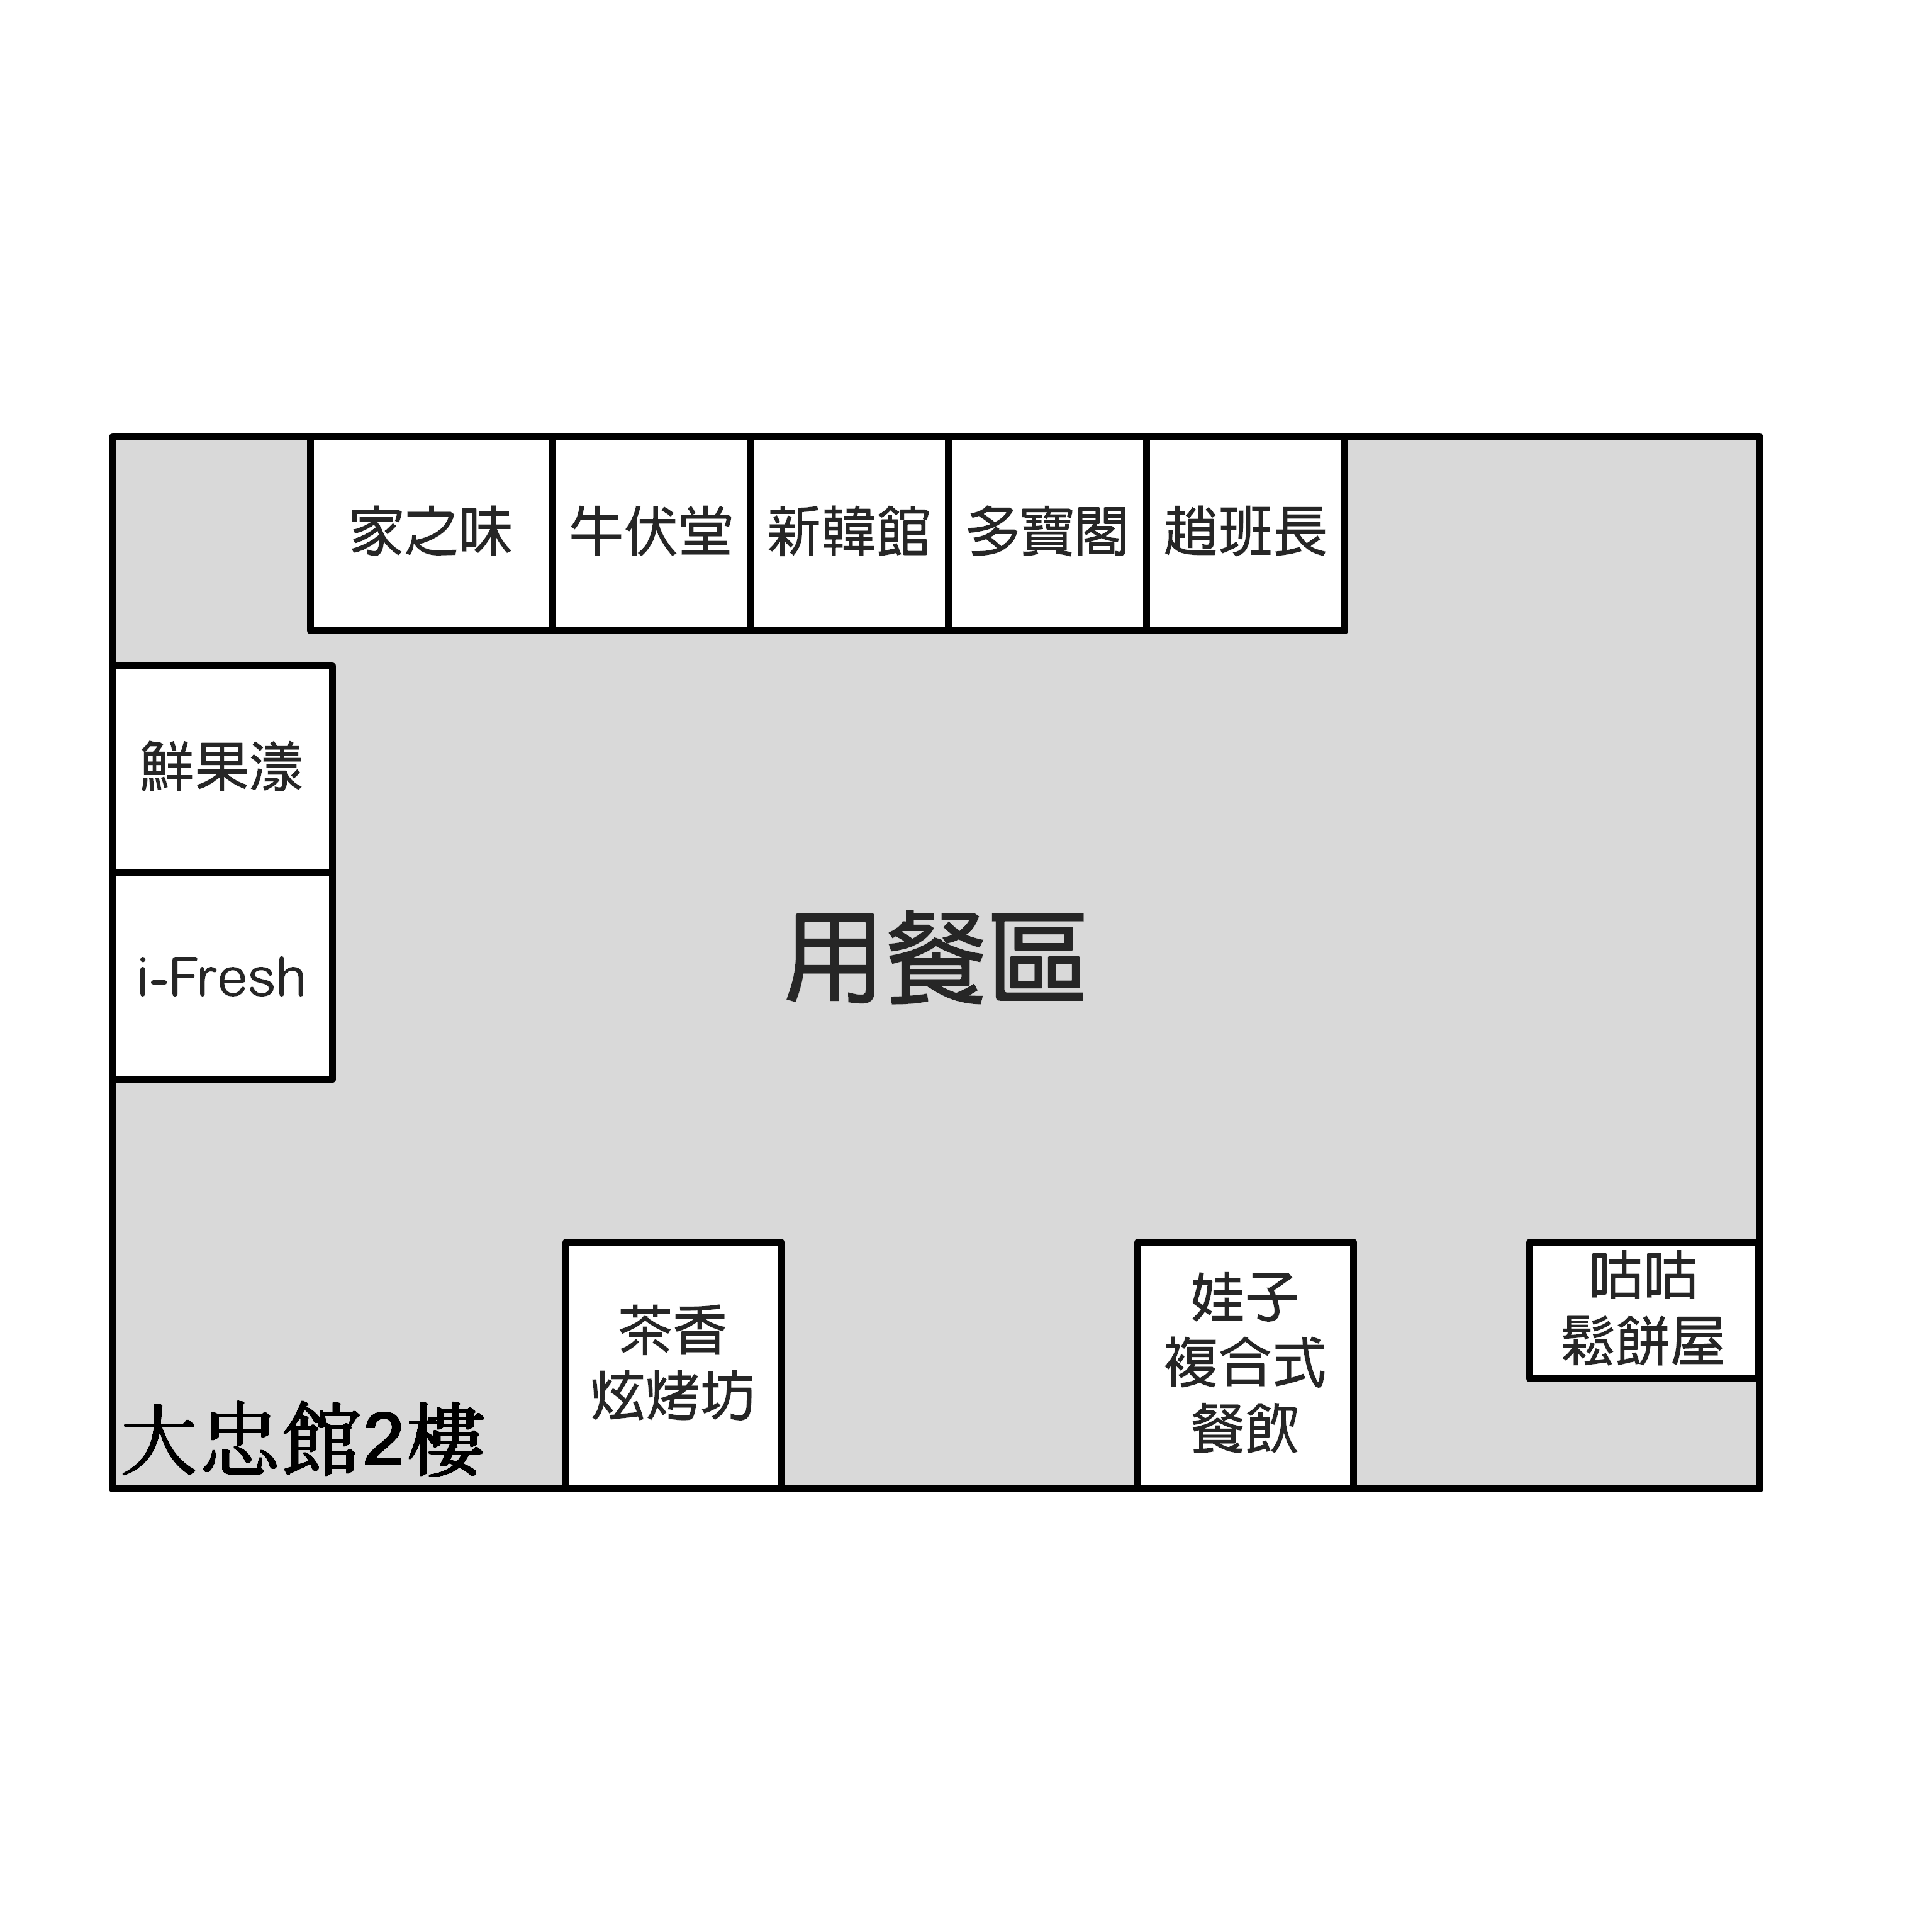 家之味
牛伏堂
新韓館
多寶閣
趙班長
鮮果漾
i-Fresh
用餐區
茶香
炫烤坊
娃子
複合式
餐飲
咕咕
鬆餅屋
大忠館2樓